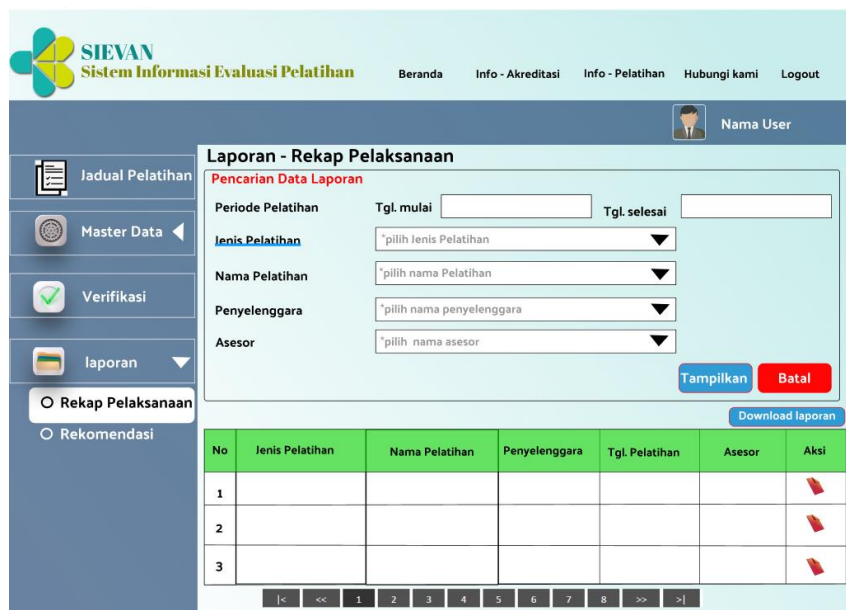 SIEVAN
Sistem Informasi Evaluasi Pelatihan
Beranda Info - Akreditasi Info - Pelatihan Hubungi kami Logout
Nama User
Jadual Pelatihan
Master Data
Verifikasi
laporan
Rekap Pelaksanaan
Rekomendasi
Laporan - Rekap Pelaksanaan
Pencarian Data Laporan
Periode Pelatihan Tgl. mulai Tgl. selesai
Jenis Pelatihan *pilih Jenis Pelatihan
Nama Pelatihan *pilih nama Pelatihan
Penyelenggara *pilih nama penyelenggara
Asesor *pilih nama asesor
Tampilkan Batal
Download laporan
No Jenis Pelatihan Nama Pelatihan Penyelenggara Tgl. Pelatihan Asesor Aksi
1
2
3
|< << 1 2 3 4 5 6 7 8 >> >|